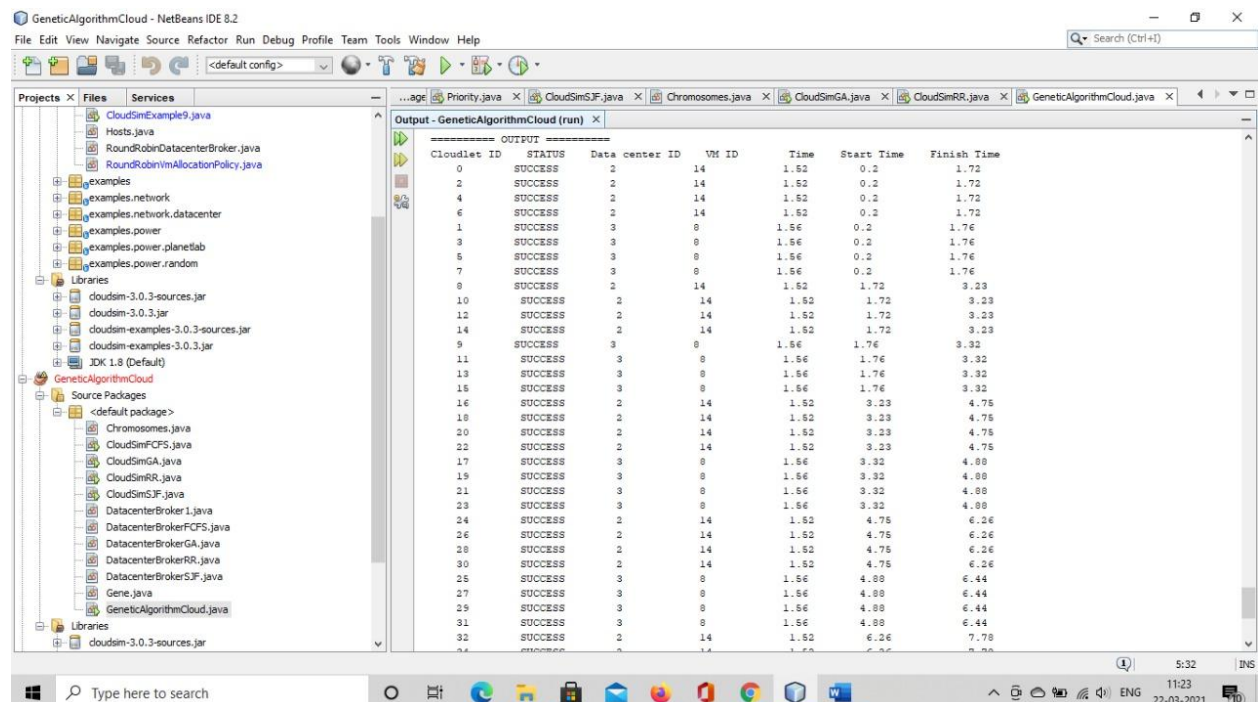 GeneticAlgorithmCloud - NetBeans IDE 8.2
File Edit View Navigate Source Refactor Run Debug Profile Team Tools Window Help
Search (Ctrl+I)
<default config>
Projects Files Services
...age Priority.java CloudSimSJF.java Chromosomes.java CloudSimGA.java CloudSimRR.java GeneticAlgorithmCloud.java
CloudSimExample9.java
Hosts.java
RoundRobinDatacenterBroker.java
RoundRobinVmAllocationPolicy.java
examples
examples.network
examples.network.datacenter
examples.power
examples.power.planetlab
examples.power.random
Libraries
cloudsim-3.0.3-sources.jar
cloudsim-3.0.3.jar
cloudsim-examples-3.0.3-sources.jar
cloudsim-examples-3.0.3.jar
JDK 1.8 (Default)
GeneticAlgorithmCloud
Source Packages
<default package>
Chromosomes.java
CloudSimFCFS.java
CloudSimGA.java
CloudSimRR.java
CloudSimSJF.java
DatacenterBroker1.java
DatacenterBrokerFCFS.java
DatacenterBrokerGA.java
DatacenterBrokerRR.java
DatacenterBrokerSJF.java
Gene.java
GeneticAlgorithmCloud.java
Libraries
cloudsim-3.0.3-sources.jar
Output - GeneticAlgorithmCloud (run)
========== OUTPUT ==========
Cloudlet ID STATUS Data center ID VM ID Time Start Time Finish Time
0 SUCCESS 2 14 1.52 0.2 1.72
2 SUCCESS 2 14 1.52 0.2 1.72
4 SUCCESS 2 14 1.52 0.2 1.72
6 SUCCESS 2 14 1.52 0.2 1.72
1 SUCCESS 3 8 1.56 0.2 1.76
3 SUCCESS 3 8 1.56 0.2 1.76
5 SUCCESS 3 8 1.56 0.2 1.76
7 SUCCESS 3 8 1.56 0.2 1.76
8 SUCCESS 2 14 1.52 1.72 3.23
10 SUCCESS 2 14 1.52 1.72 3.23
12 SUCCESS 2 14 1.52 1.72 3.23
14 SUCCESS 2 14 1.52 1.72 3.23
9 SUCCESS 3 8 1.56 1.76 3.32
11 SUCCESS 3 8 1.56 1.76 3.32
13 SUCCESS 3 8 1.56 1.76 3.32
15 SUCCESS 3 8 1.56 1.76 3.32
16 SUCCESS 2 14 1.52 3.23 4.75
18 SUCCESS 2 14 1.52 3.23 4.75
20 SUCCESS 2 14 1.52 3.23 4.75
22 SUCCESS 2 14 1.52 3.23 4.75
17 SUCCESS 3 8 1.56 3.32 4.88
19 SUCCESS 3 8 1.56 3.32 4.88
21 SUCCESS 3 8 1.56 3.32 4.88
23 SUCCESS 3 8 1.56 3.32 4.88
24 SUCCESS 2 14 1.52 4.75 6.26
26 SUCCESS 2 14 1.52 4.75 6.26
28 SUCCESS 2 14 1.52 4.75 6.26
30 SUCCESS 2 14 1.52 4.75 6.26
25 SUCCESS 3 8 1.56 4.88 6.44
27 SUCCESS 3 8 1.56 4.88 6.44
29 SUCCESS 3 8 1.56 4.88 6.44
31 SUCCESS 3 8 1.56 4.88 6.44
32 SUCCESS 2 14 1.52 6.26 7.78
1 5:32 INS
Type here to search
ENG 11:23
22-03-2021